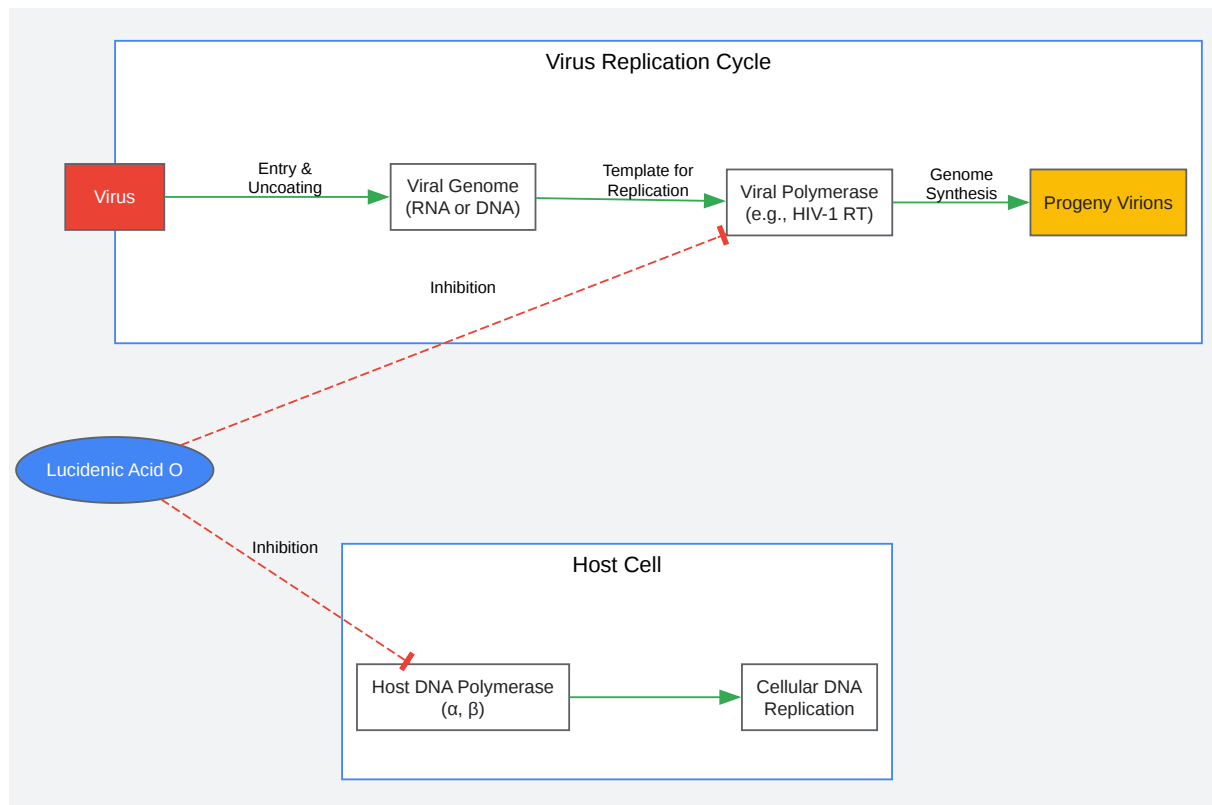 Virus Replication Cycle
Virus
Entry &
Uncoating
Viral Genome
(RNA or DNA)
Template for
Replication
Viral Polymerase
(e.g., HIV-1 RT)
Genome
Synthesis
Progeny Virions
Inhibition
Lucidenic Acid O
Inhibition
Host Cell
Host DNA Polymerase
(α, β)
Cellular DNA
Replication